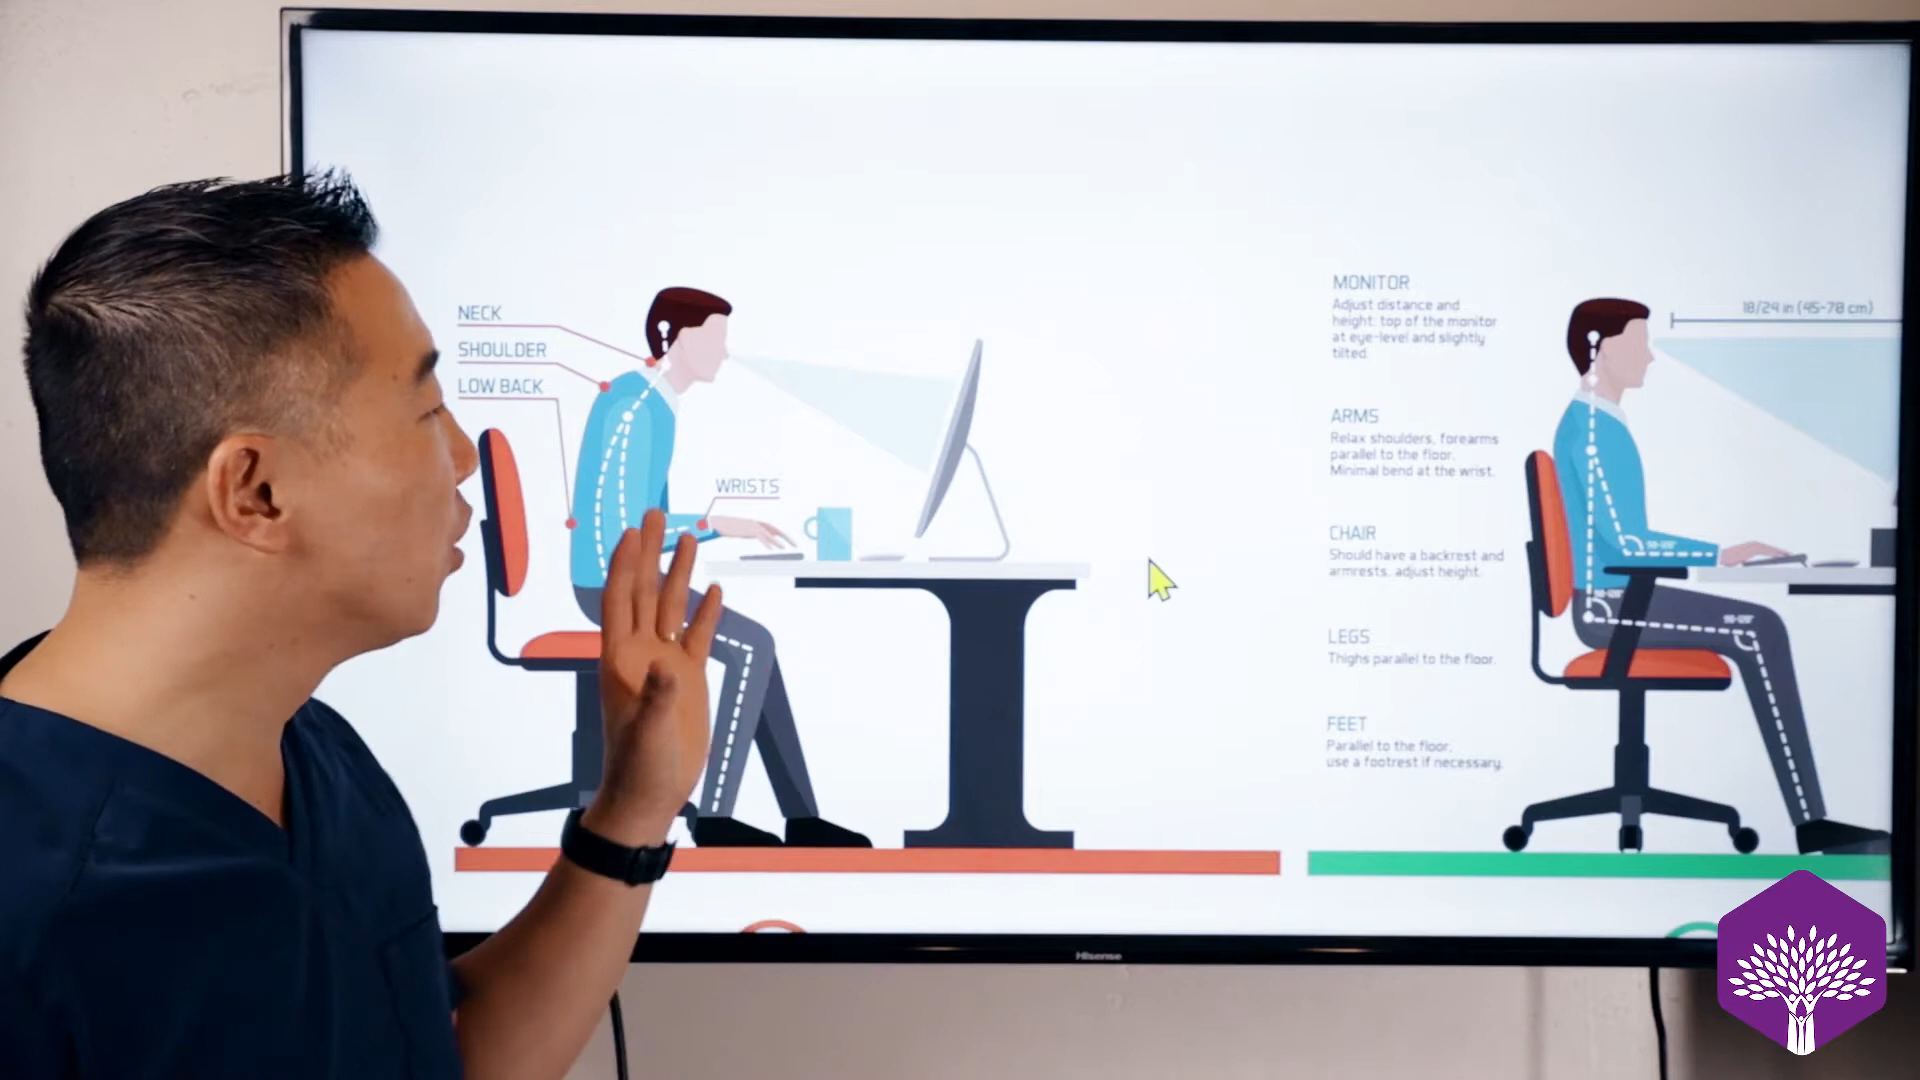 NECK
SHOULDER
LOW BACK
WRISTS
MONITOR
Adjust distance and
height: top of the monitor
at eye-level and slightly
tilted.
ARMS
Relax shoulders, forearms
parallel to the floor.
Minimal bend at the wrist.
CHAIR
Should have a backrest and
armrests, adjust height.
LEGS
Thighs parallel to the floor.
FEET
Parallel to the floor,
use a footrest if necessary.
18/24 in (45-70 cm)
Hisense